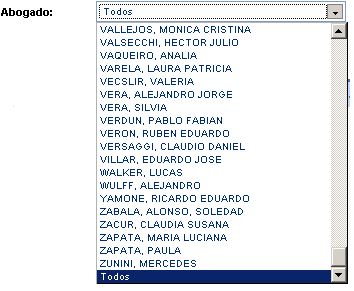 Abogado: Todos
VALLEJOS, MONICA CRISTINA
VALSECCHI, HECTOR JULIO
VAQUEIRO, ANALIA
VARELA, LAURA PATRICIA
VECSLIR, VALERIA
VERA, ALEJANDRO JORGE
VERA, SILVIA
VERDUN, PABLO FABIAN
VERON, RUBEN EDUARDO
VERSAGGI, CLAUDIO DANIEL
VILLAR, EDUARDO JOSE
WALKER, LUCAS
WULFF, ALEJANDRO
YAMONE, RICARDO EDUARDO
ZABALA, ALONSO, SOLEDAD
ZACUR, CLAUDIA SUSANA
ZAPATA, MARIA LUCIANA
ZAPATA, PAULA
ZUNINI, MERCEDES
Todos